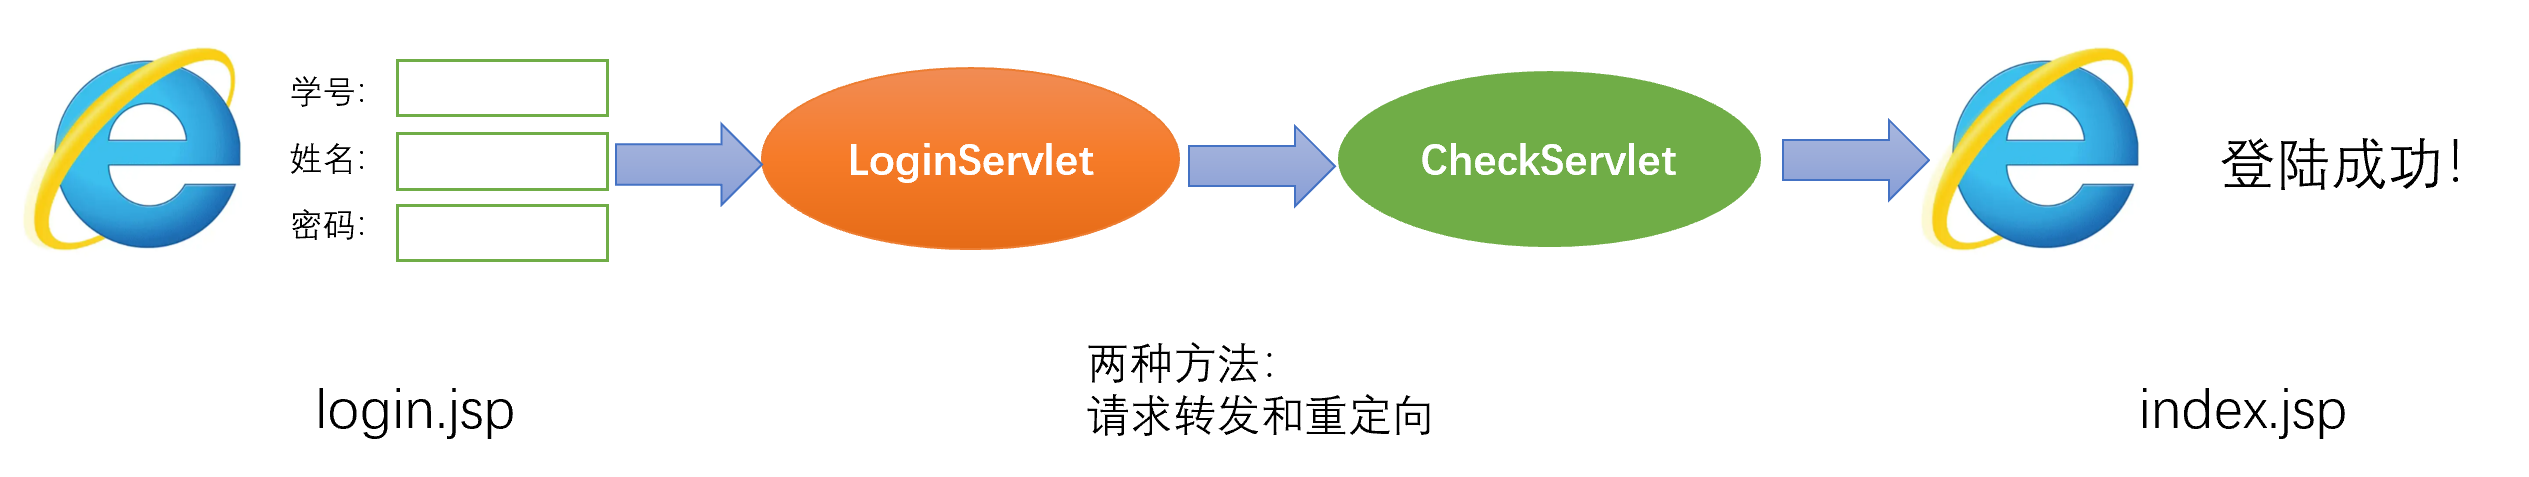 学号：
姓名：
密码：
LoginServlet
CheckServlet
登陆成功！
两种方法：
请求转发和重定向
login.jsp
index.jsp